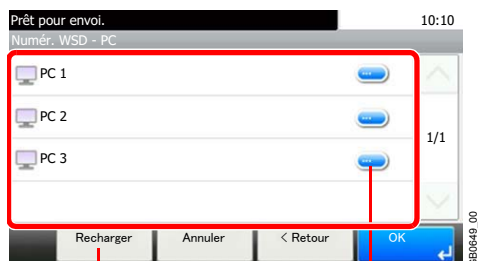 Prêt pour envoi. 10:10
Numér. WSD - PC
PC 1
PC 2
1/1
PC 3
Recharger Annuler < Retour OK
B0649_00